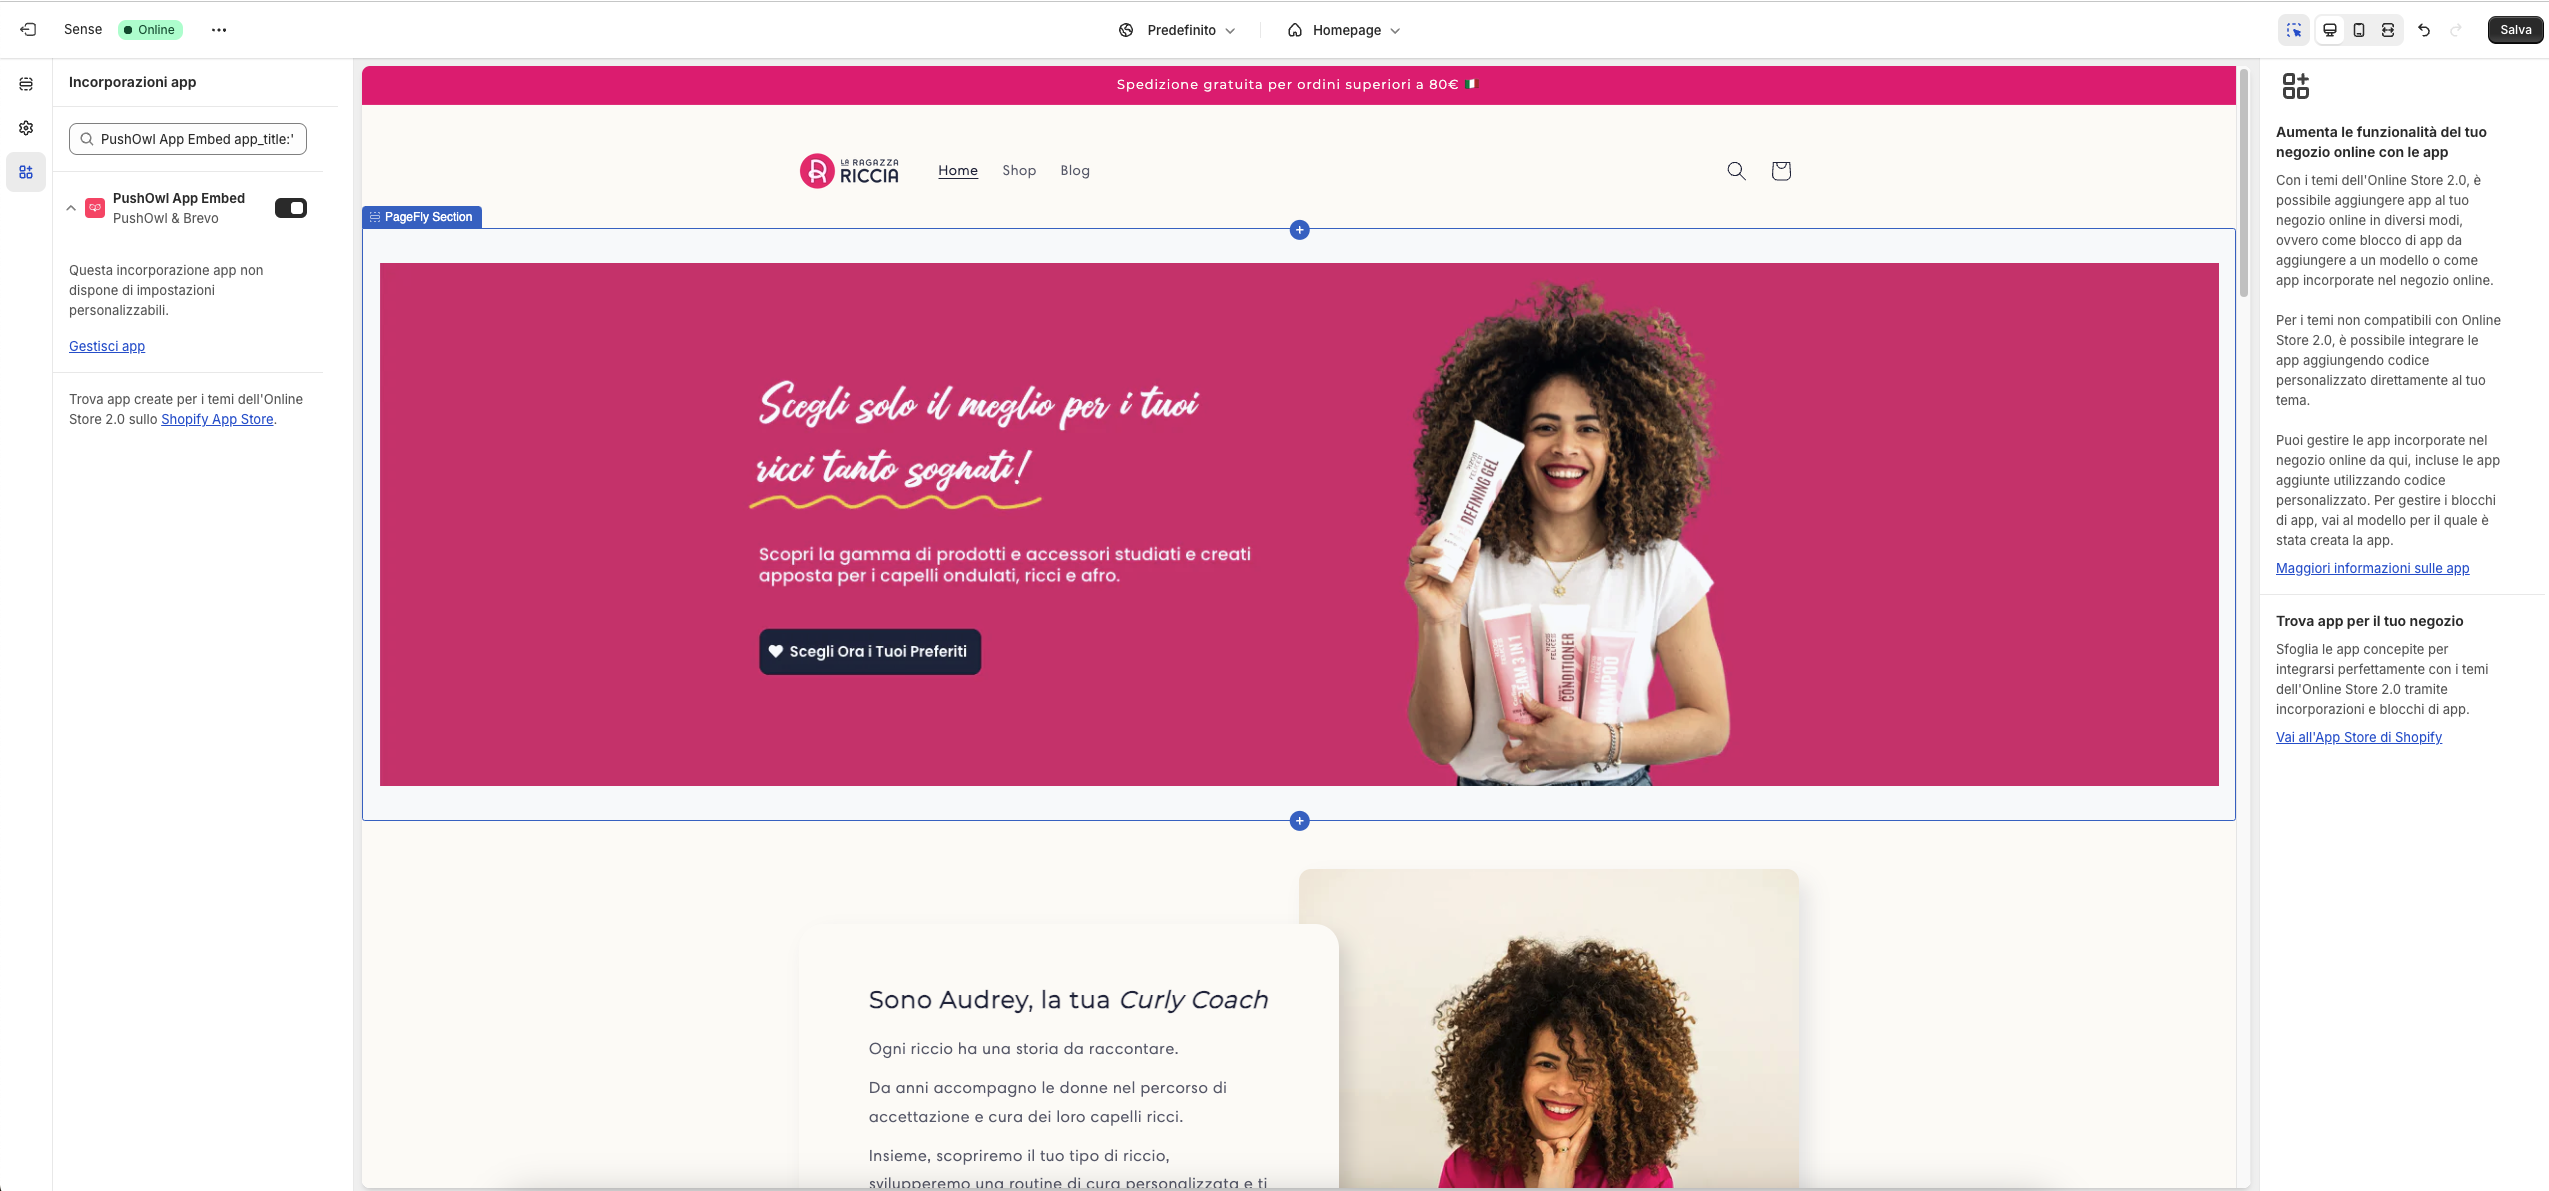 Sense
Online
Predefinito
Homepage
Salva
Incorporazioni app
PushOwl App Embed app_title:'
PushOwl App Embed
PushOwl & Brevo
Questa incorporazione app non
dispone di impostazioni
personalizzabili.
Gestisci app
Trova app create per i temi dell'Online
Store 2.0 sullo Shopify App Store.
Spedizione gratuita per ordini superiori a 80€
LA RAGAZZA
RICCIA
Home
Shop
Blog
PageFly Section
Scegli solo il meglio per i tuoi
ricci tanto sognati!
Scopri la gamma di prodotti e accessori studiati e creati
apposta per i capelli ondulati, ricci e afro.
Scegli Ora i Tuoi Preferiti
DEFINING GEL
CONDITIONER
Sono Audrey, la tua Curly Coach
Ogni riccio ha una storia da raccontare.
Da anni accompagno le donne nel percorso di
accettazione e cura dei loro capelli ricci.
Insieme, scopriremo il tuo tipo di riccio,
svilupperemo una routine di cura personalizzata e ti
Aumenta le funzionalità del tuo
negozio online con le app
Con i temi dell'Online Store 2.0, è
possibile aggiungere app al tuo
negozio online in diversi modi,
ovvero come blocco di app da
aggiungere a un modello o come
app incorporate nel negozio online.
Per i temi non compatibili con Online
Store 2.0, è possibile integrare le
app aggiungendo codice
personalizzato direttamente al tuo
tema.
Puoi gestire le app incorporate nel
negozio online da qui, incluse le app
aggiunte utilizzando codice
personalizzato. Per gestire i blocchi
di app, vai al modello per il quale è
stata creata la app.
Maggiori informazioni sulle app
Trova app per il tuo negozio
Sfoglia le app concepite per
integrarsi perfettamente con i temi
dell'Online Store 2.0 tramite
incorporazioni e blocchi di app.
Vai all'App Store di Shopify